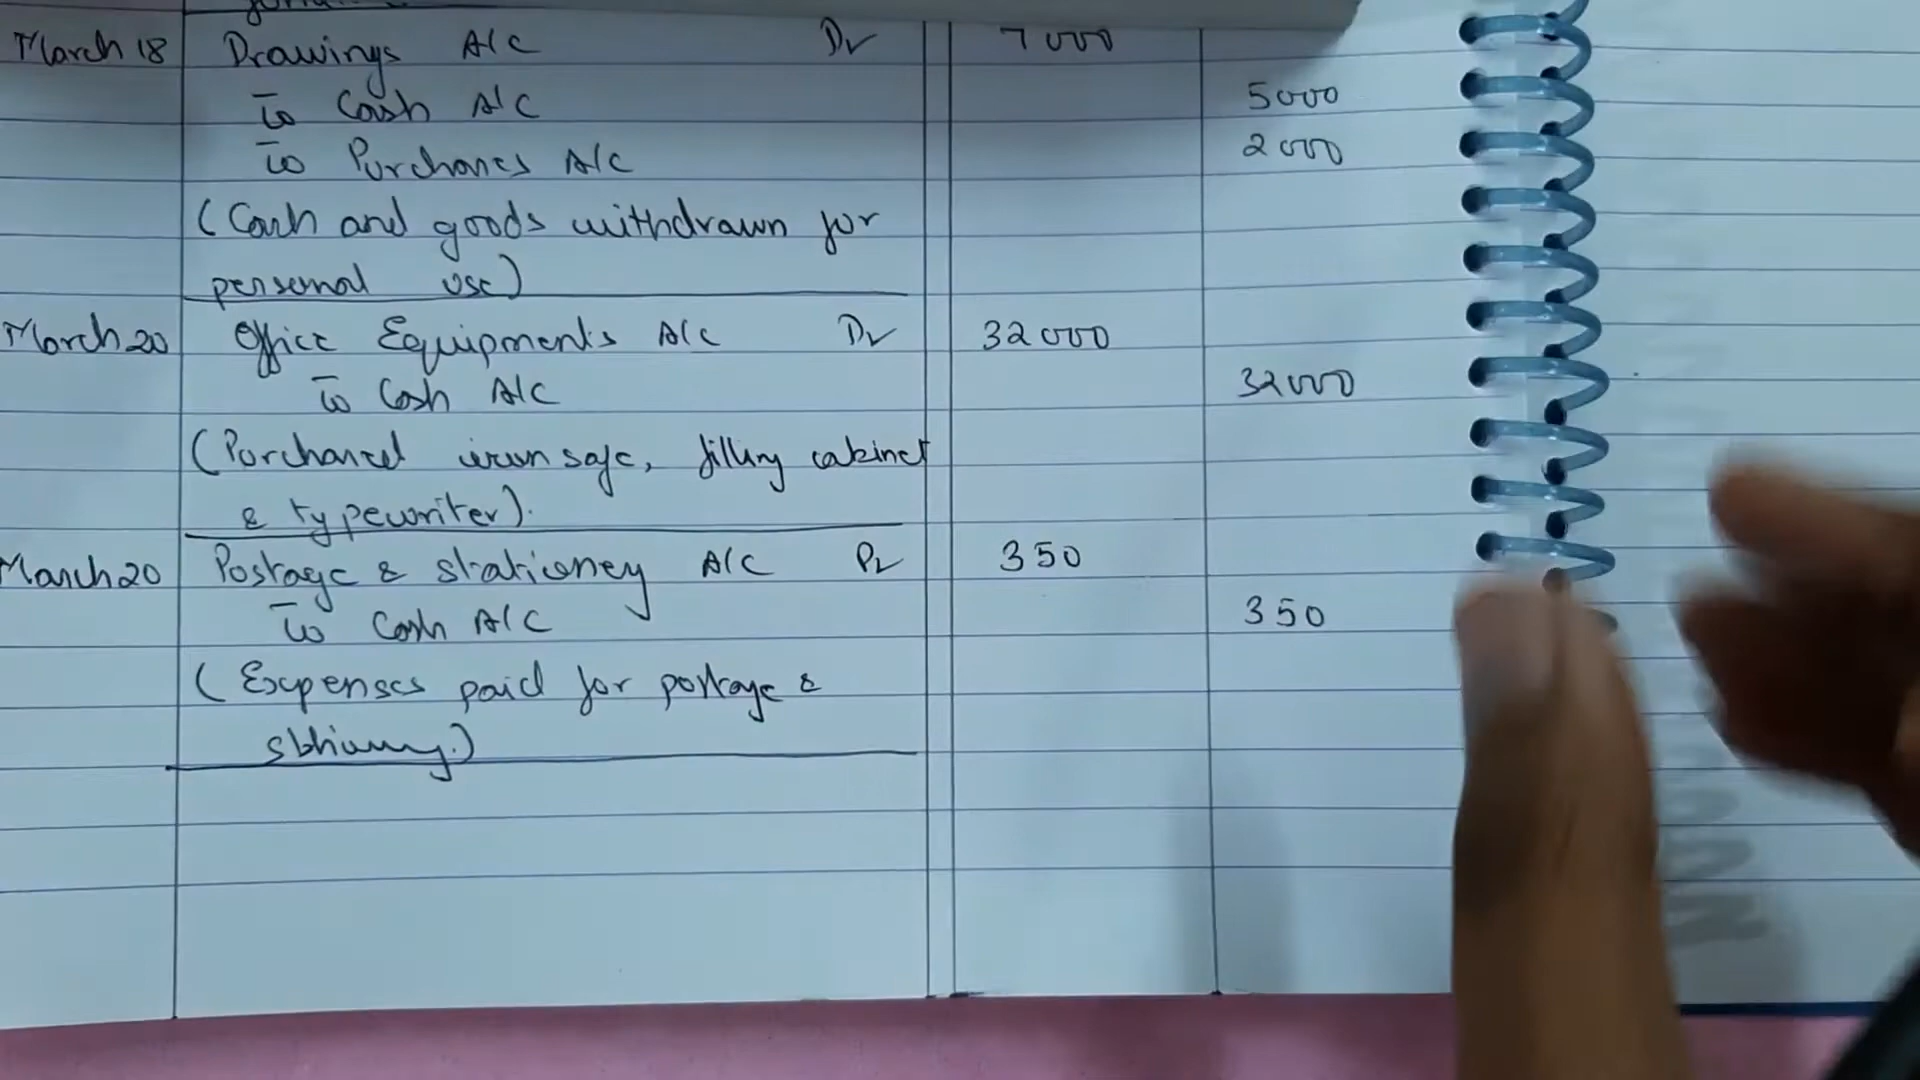 March 18 Drawings A/C Dr 7000
To Cash A/C 5000
To Purchases A/C 2000
(Cash and goods withdrawn for
personal use)
March 20 Office Equipments A/C Dr 32000
To Cash A/C 32000
(Purchased iron safe, filling cabinet
& typewriter).
March 20 Postage & stationery A/C Dr 350
To Cash A/C 350
(Expenses paid for postage &